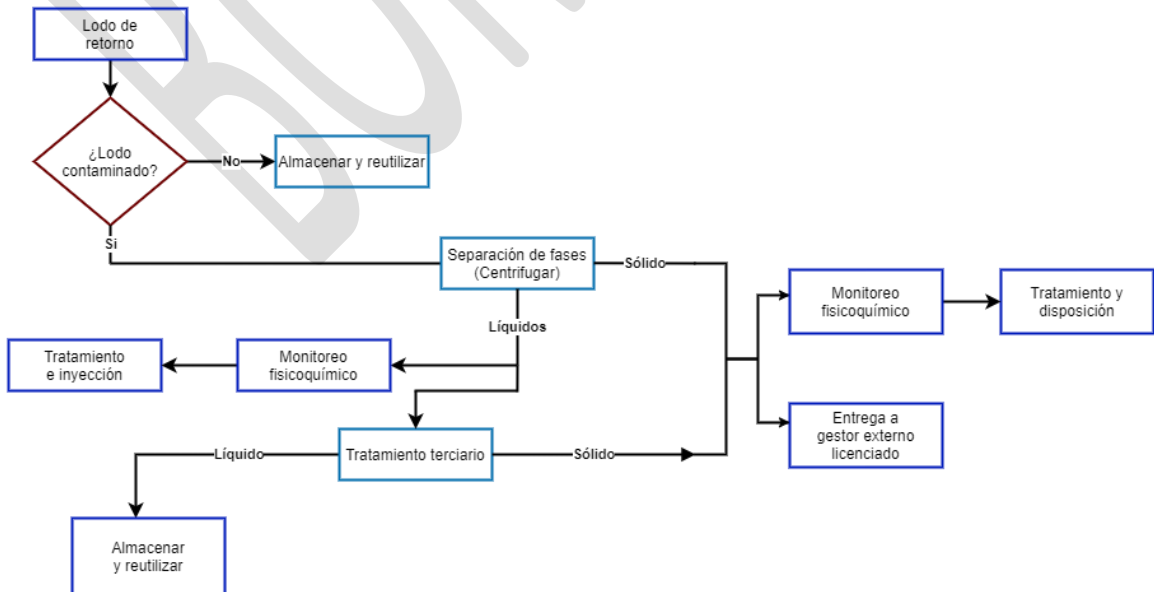 Lodo de
retorno
¿Lodo
contaminado?
No
Almacenar y reutilizar
Si
Separación de fases
(Centrifugar)
Sólido
Líquidos
Monitoreo
fisicoquímico
Tratamiento y
disposición
Tratamiento
e inyección
Monitoreo
fisicoquímico
Entrega a
gestor externo
licenciado
Líquido
Tratamiento terciario
Sólido
Almacenar
y reutilizar